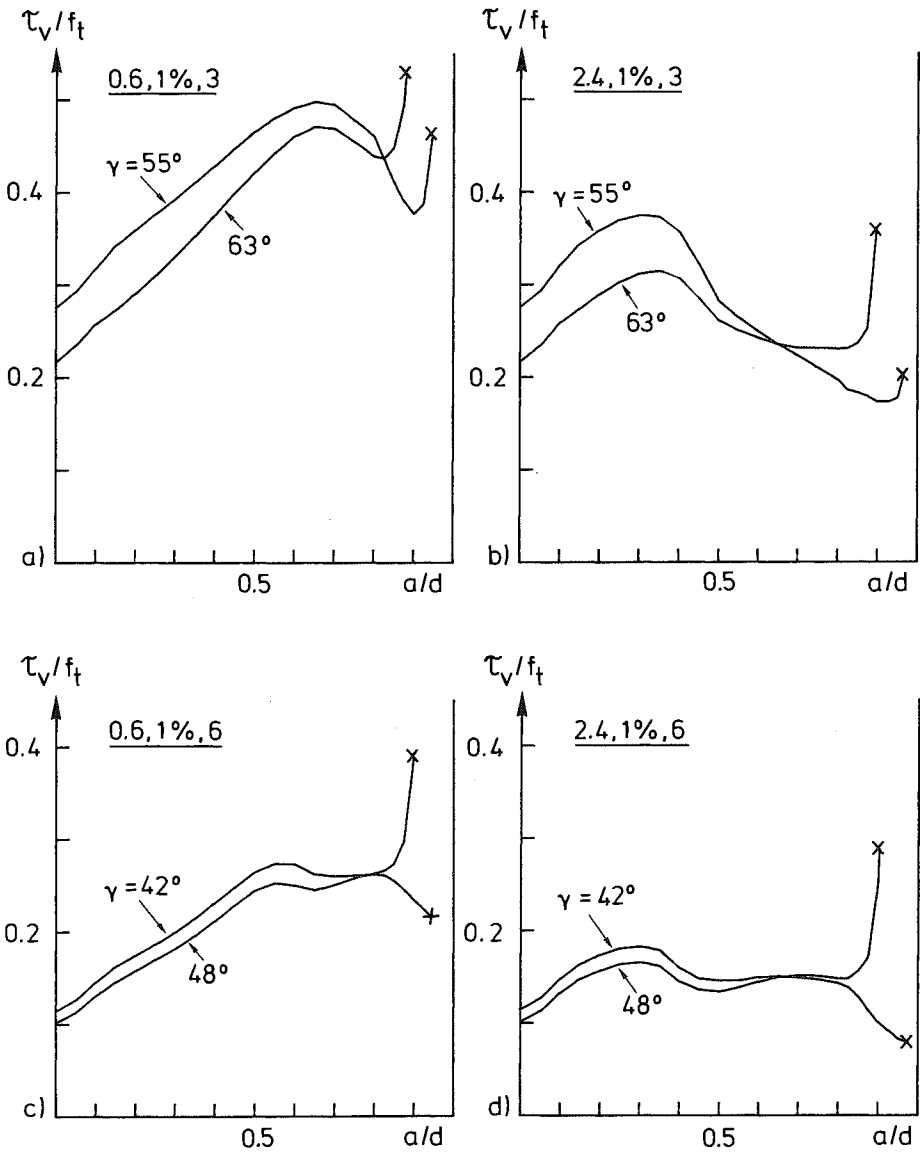 τᵥ/fₜ
0.6,1%,3
γ = 55°
0.4
63°
0.2
a)
0.5
a/d
τᵥ/fₜ
2.4,1%,3
0.4
γ = 55°
63°
0.2
b)
0.5
a/d
τᵥ/fₜ
0.6,1%,6
0.4
γ = 42°
0.2
48°
c)
0.5
a/d
τᵥ/fₜ
2.4,1%,6
0.4
γ = 42°
0.2
48°
d)
0.5
a/d